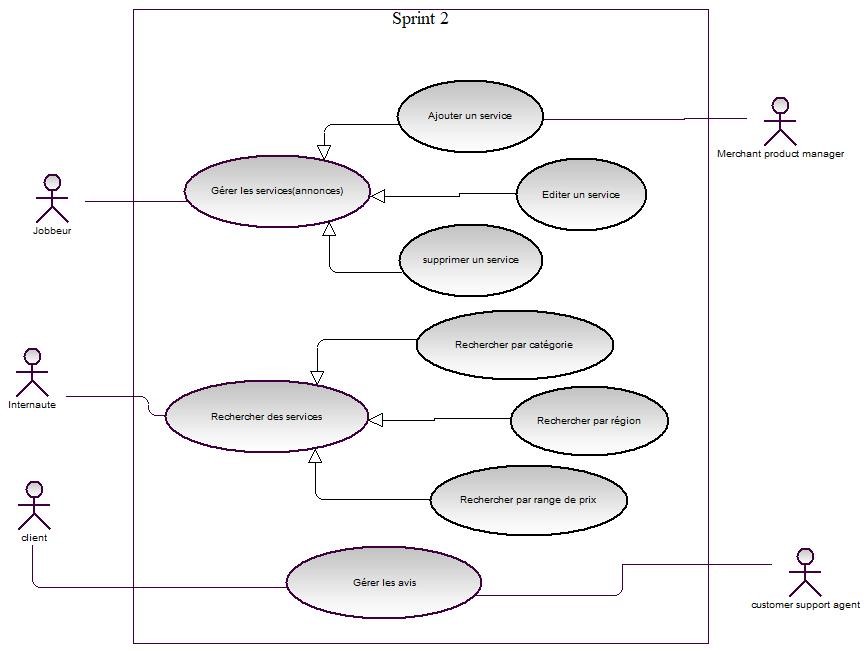 Sprint 2
Ajouter un service
Merchant product manager
Gérer les services(annonces)
Editer un service
Jobbeur
supprimer un service
Rechercher par catégorie
Internaute
Rechercher des services
Rechercher par région
Rechercher par range de prix
client
Gérer les avis
customer support agent